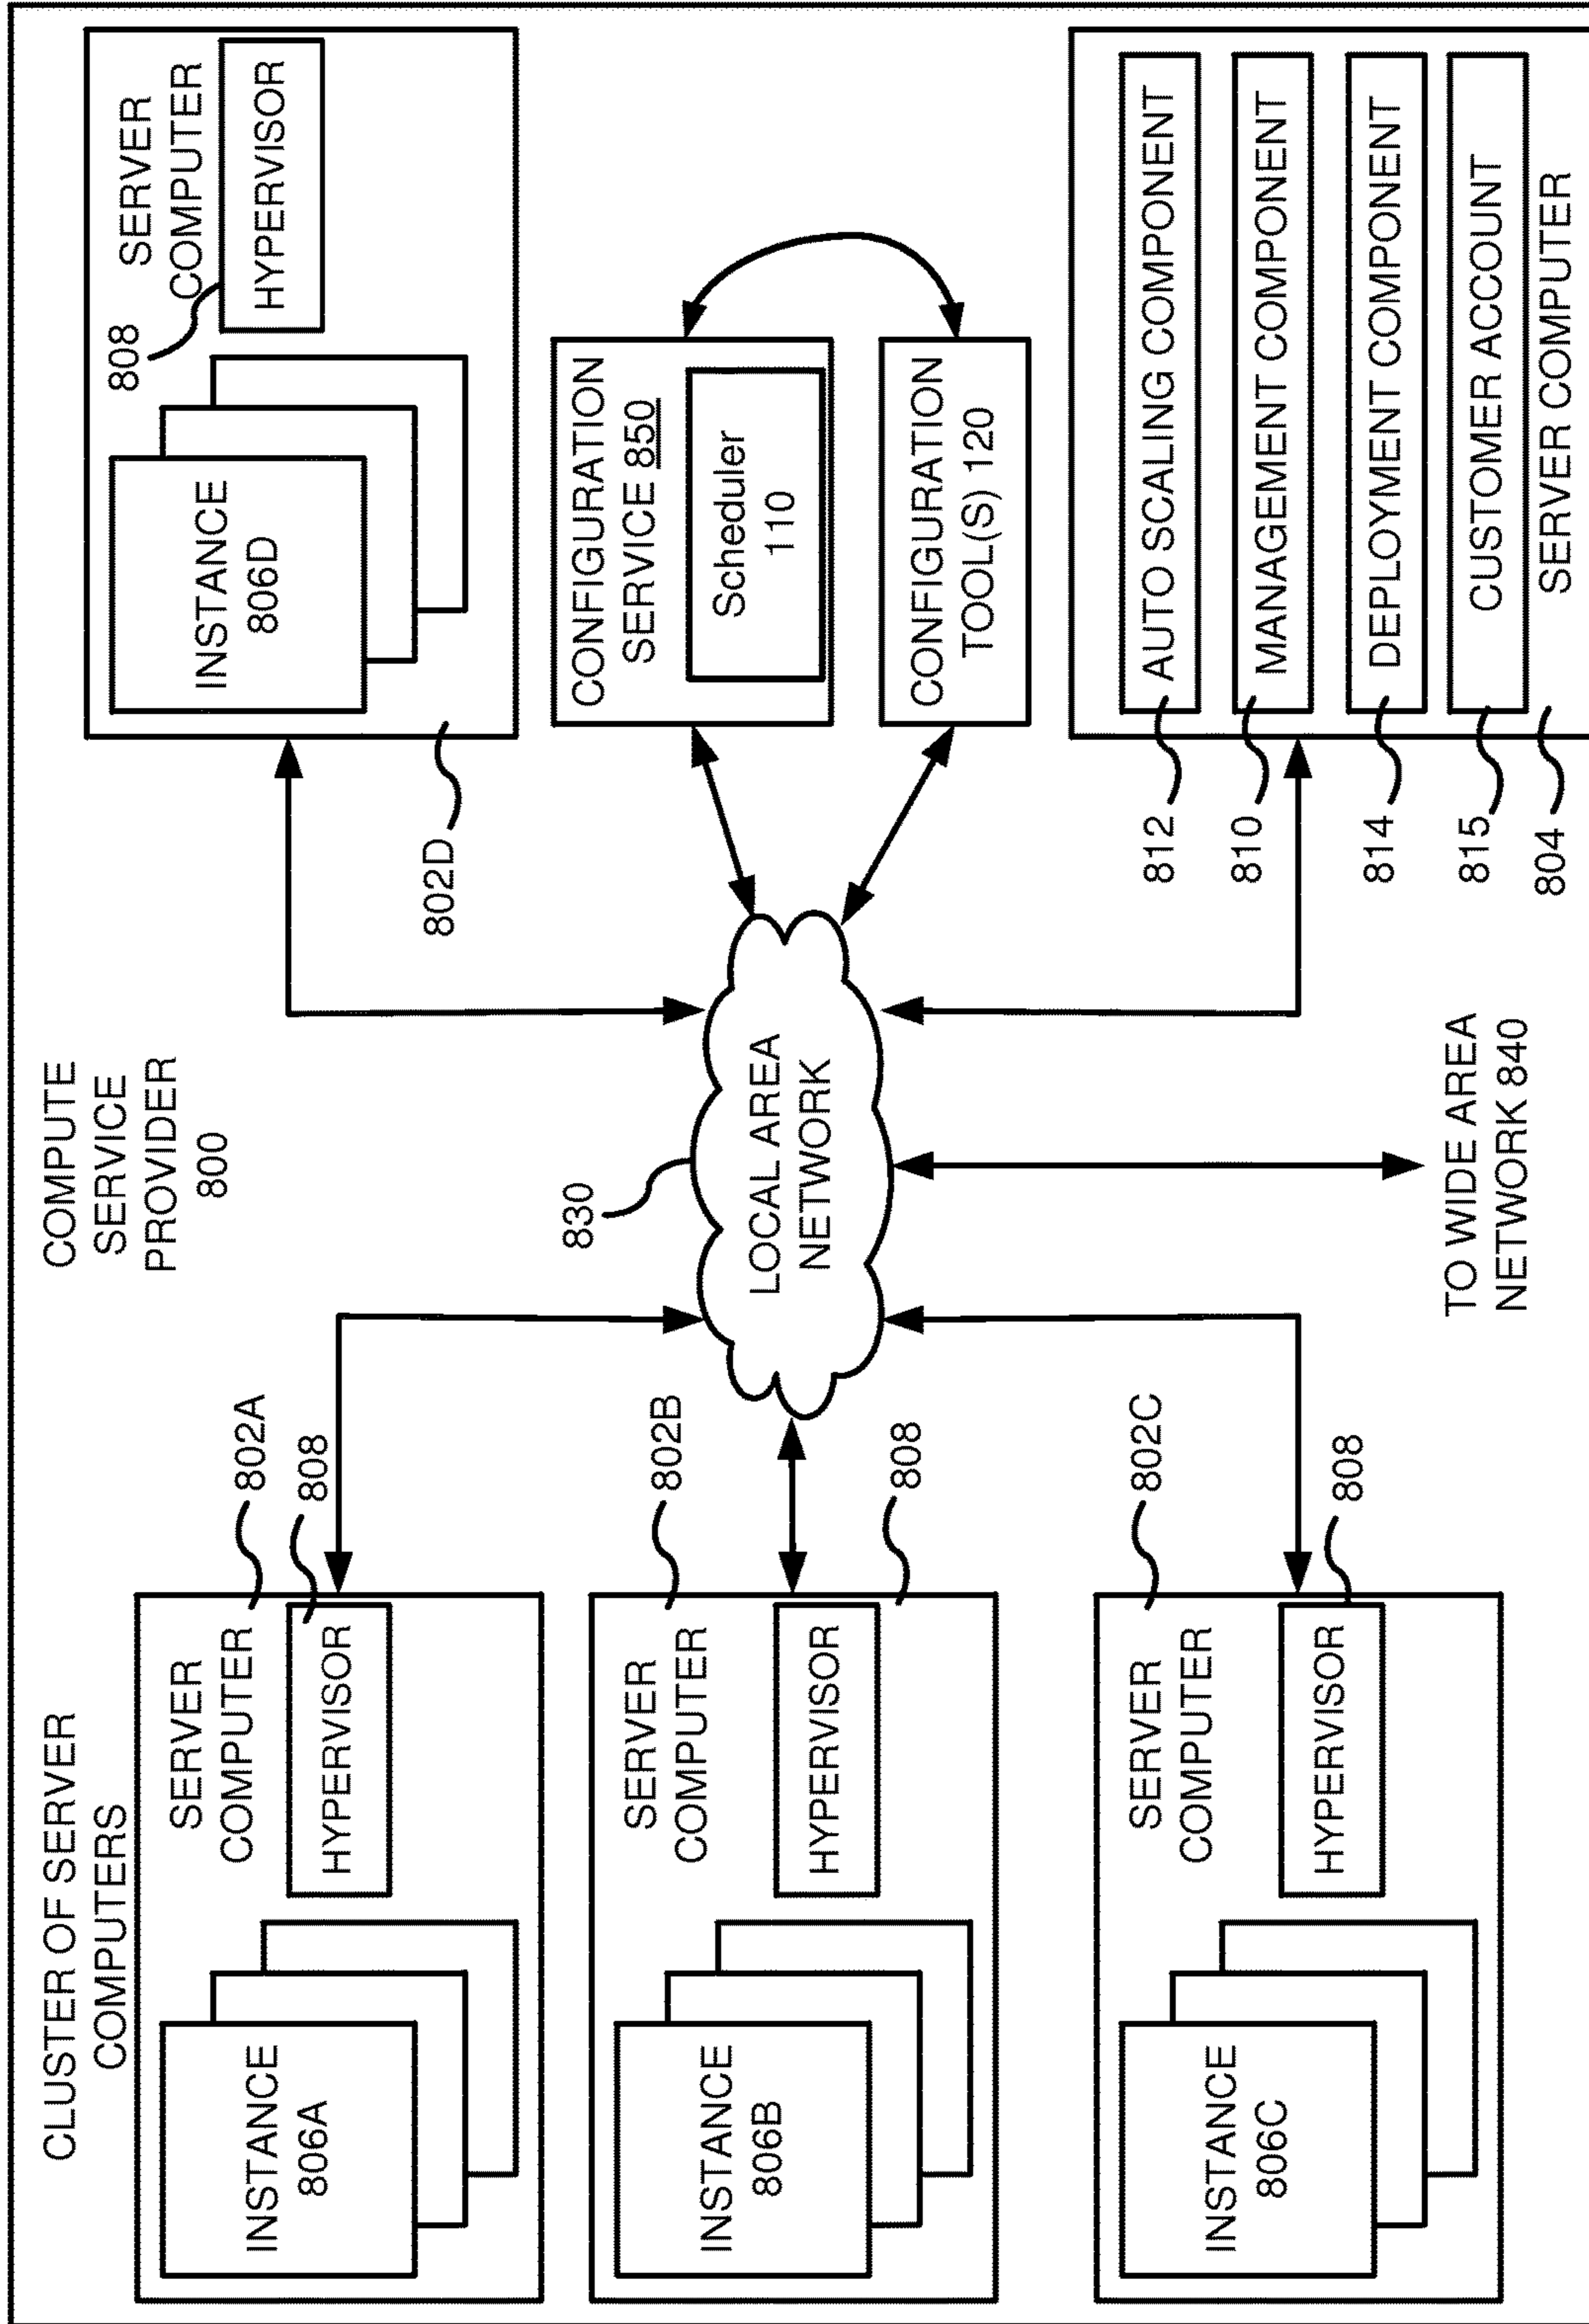 CLUSTER OF SERVER
COMPUTERS
COMPUTE
SERVICE
PROVIDER
800
SERVER
COMPUTER
HYPERVISOR
INSTANCE
806A
802A
808
SERVER
COMPUTER
HYPERVISOR
INSTANCE
806B
802B
808
SERVER
COMPUTER
HYPERVISOR
INSTANCE
806C
802C
808
830
LOCAL AREA
NETWORK
TO WIDE AREA
NETWORK 840
808
SERVER
COMPUTER
HYPERVISOR
INSTANCE
806D
802D
CONFIGURATION
SERVICE 850
Scheduler
110
CONFIGURATION
TOOL(S) 120
812
AUTO SCALING COMPONENT
810
MANAGEMENT COMPONENT
814
DEPLOYMENT COMPONENT
815
CUSTOMER ACCOUNT
804
SERVER COMPUTER